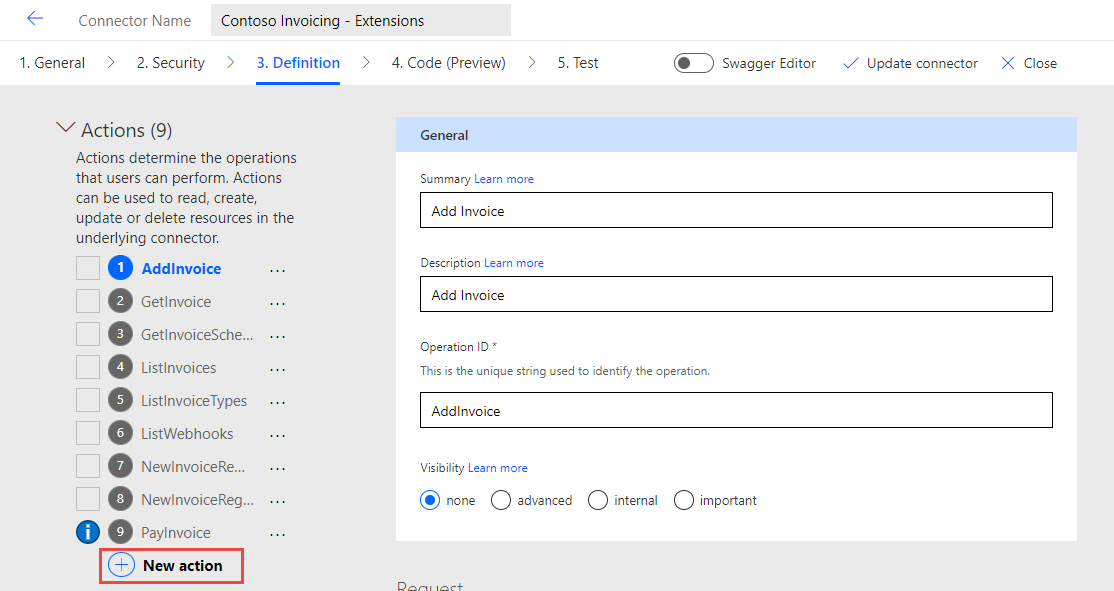 Connector Name Contoso Invoicing - Extensions
1. General 2. Security 3. Definition 4. Code (Preview) 5. Test Swagger Editor Update connector Close
Actions (9)
Actions determine the operations
that users can perform. Actions
can be used to read, create,
update or delete resources in the
underlying connector.
1 AddInvoice ...
2 GetInvoice ...
3 GetInvoiceSche... ...
4 ListInvoices ...
5 ListInvoiceTypes ...
6 ListWebhooks ...
7 NewInvoiceRe... ...
8 NewInvoiceReg... ...
i 9 PayInvoice ...
New action
General
Summary Learn more
Add Invoice
Description Learn more
Add Invoice
Operation ID *
This is the unique string used to identify the operation.
AddInvoice
Visibility Learn more
none advanced internal important
Request